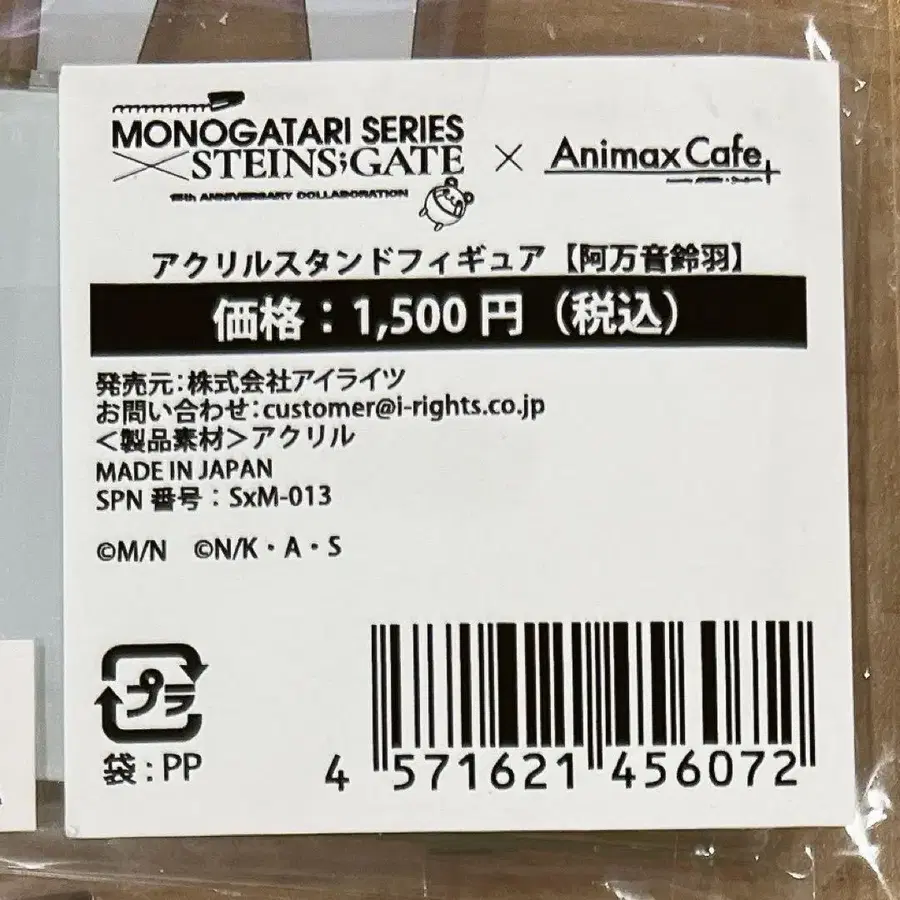 MONOGATARI SERIES
×STEINS;GATE × Animax Cafe+
15th ANNIVERSARY COLLABORATION
アクリルスタンドフィギュア【阿万音鈴羽】
価格：1,500 円（税込）
発売元：株式会社アイライツ
お問い合わせ：customer@i-rights.co.jp
＜製品素材＞アクリル
MADE IN JAPAN
SPN 番号：SxM-013
©M/N ©N/K・A・S
プラ
袋：PP
4 571621 456072